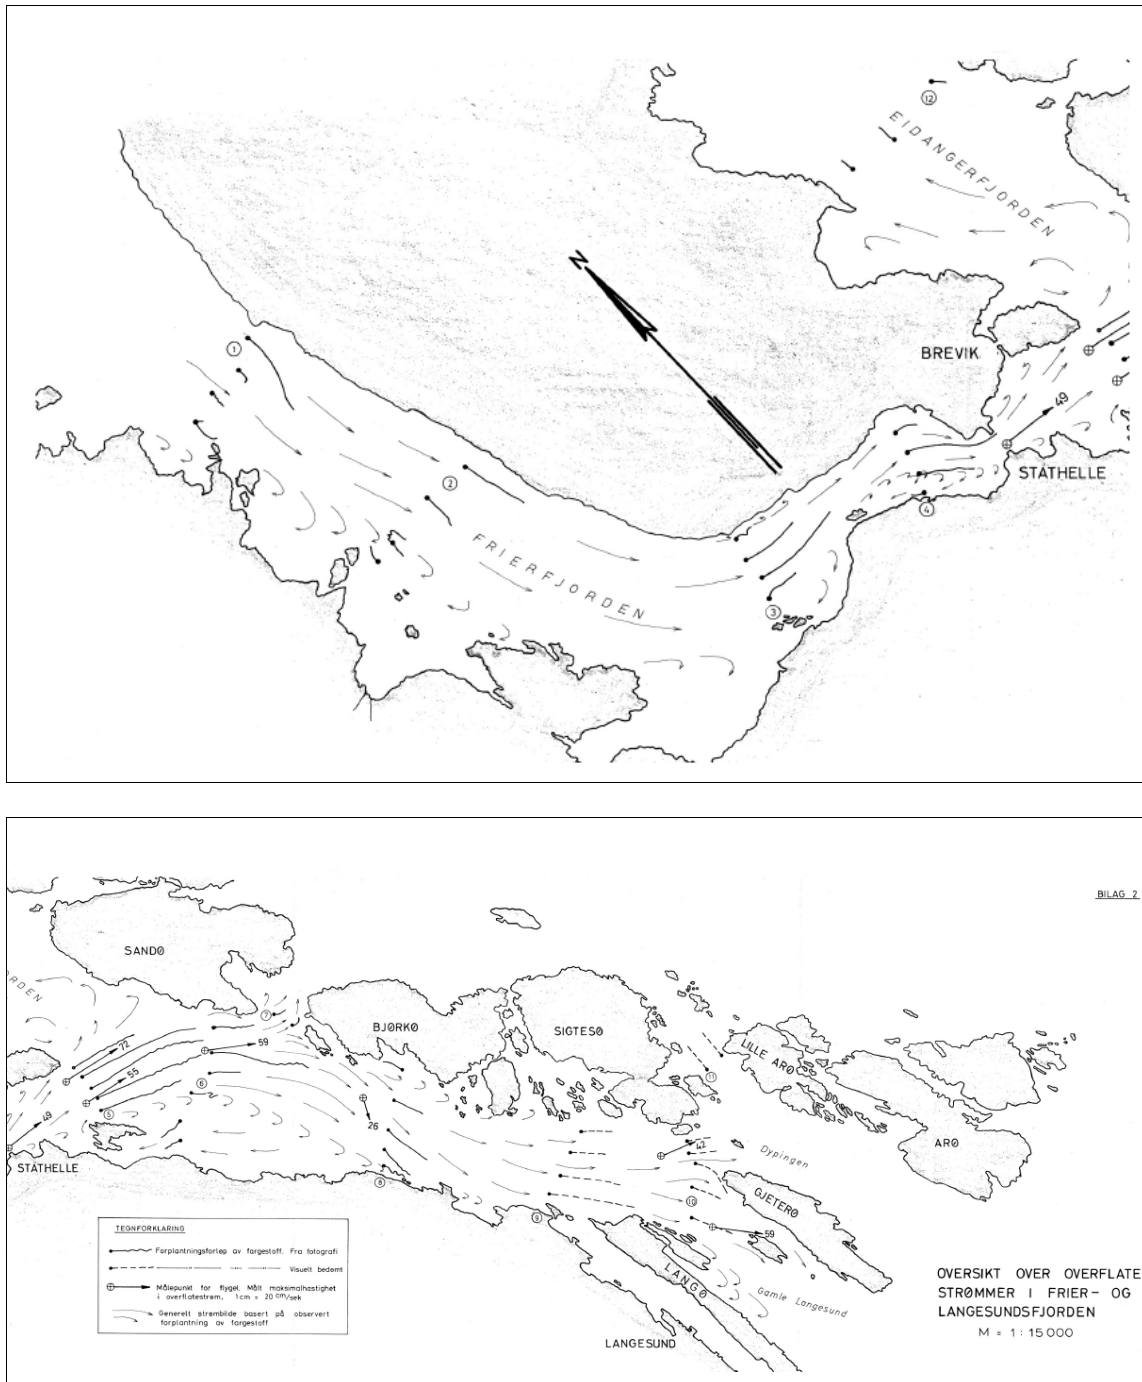 12
EIDANGERFJORDEN
N
1
BREVIK
49
STATHELLE
2
4
FRIERFJORDEN
3
BILAG 2
SANDØ
ORDEN
7
BJØRKØ
SIGTESØ
72
59
LILLE ARØ
55
6
11
5
49
26
42
ARØ
STATHELLE
Dypingen
8
GJETERØ
10
9
59
TEGNFORKLARING
Forplantningsforløp av fargestoff. Fra fotografi
Visuelt bedømt
Målepunkt for flygel. Målt maksimalhastighet
i overflatestrøm, 1cm = 20 cm/sek
Generelt strømbilde basert på observert
forplantning av fargestoff
LANGØ
Gamle Langesund
LANGESUND
OVERSIKT OVER OVERFLATE
STRØMMER I FRIER- OG
LANGESUNDSFJORDEN
M = 1:15000